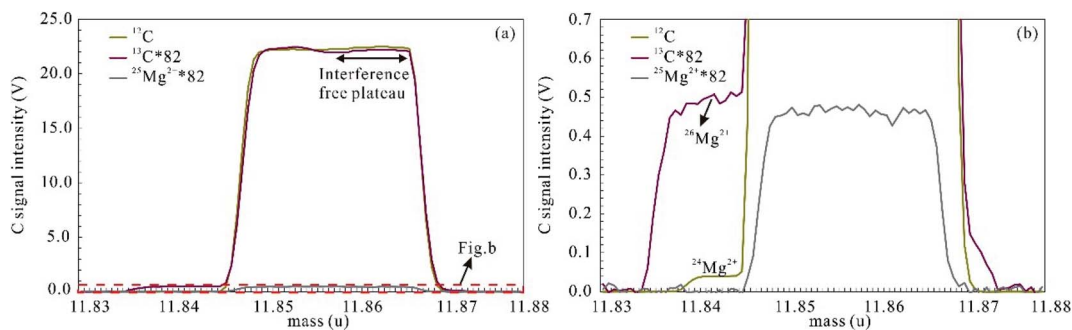 (a)
¹²C
¹³C*82
²⁵Mg²⁻*82
Interference
free plateau
Fig.b
C signal intensity (V)
25.0
20.0
15.0
10.0
5.0
0.0
11.83 11.84 11.85 11.86 11.87 11.88
mass (u)
(b)
¹²C
¹³C*82
²⁵Mg²⁺*82
²⁶Mg²⁺
²⁴Mg²⁺
C signal intensity (V)
0.7
0.6
0.5
0.4
0.3
0.2
0.1
0.0
11.83 11.84 11.85 11.86 11.87 11.88
mass (u)